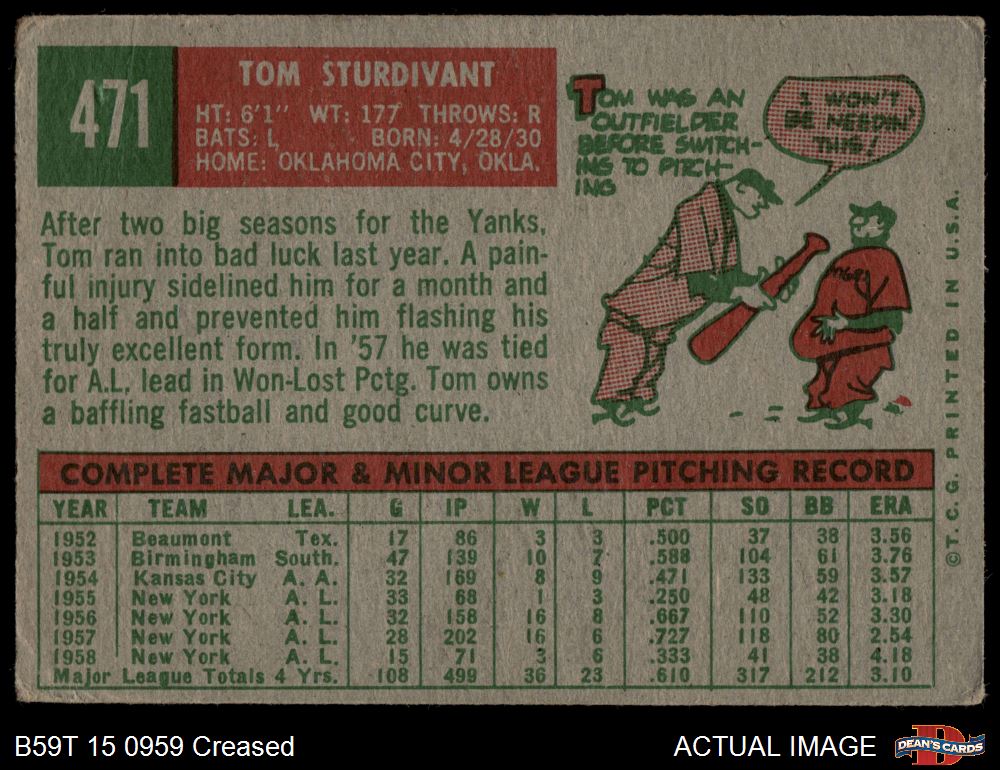 471
TOM STURDIVANT
HT: 6'1" WT: 177 THROWS: R
BATS: L BORN: 4/28/30
HOME: OKLAHOMA CITY, OKLA.
TOM WAS AN
OUTFIELDER
BEFORE SWITCH-
ING TO PITCH-
ING
I WON'T
BE NEEDIN'
THIS!
After two big seasons for the Yanks,
Tom ran into bad luck last year. A pain-
ful injury sidelined him for a month and
a half and prevented him flashing his
truly excellent form. In '57 he was tied
for A.L. lead in Won-Lost Pctg. Tom owns
a baffling fastball and good curve.
COMPLETE MAJOR & MINOR LEAGUE PITCHING RECORD
YEAR TEAM LEA. G IP W L PCT SO BB ERA
1952 Beaumont Tex. 17 86 3 3 .500 37 38 3.56
1953 Birmingham South. 47 139 10 7 .588 104 61 3.76
1954 Kansas City A. A. 32 169 8 9 .471 133 59 3.57
1955 New York A. L. 33 68 1 3 .250 48 42 3.18
1956 New York A. L. 32 158 16 8 .667 110 52 3.30
1957 New York A. L. 28 202 16 6 .727 118 80 2.54
1958 New York A. L. 15 71 3 6 .333 41 38 4.18
Major League Totals 4 Yrs. 108 499 36 23 .610 317 212 3.10
©T.C.G. PRINTED IN U.S.A.
B59T 15 0959 Creased
ACTUAL IMAGE
DEAN'S CARDS